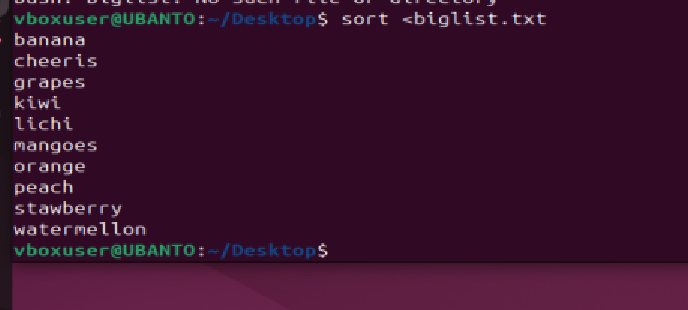 vboxuser@UBANTO:~/Desktop$ sort <biglist.txt
banana
cheeris
grapes
kiwi
lichi
mangoes
orange
peach
stawberry
watermellon
vboxuser@UBANTO:~/Desktop$